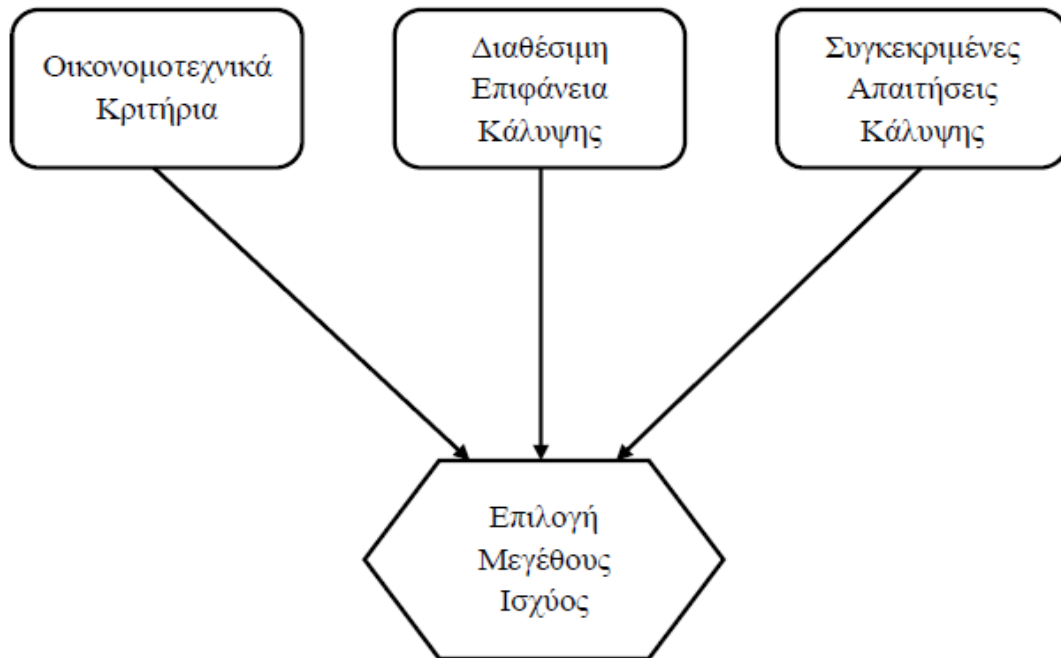 Οικονομοτεχνικά
Κριτήρια
Διαθέσιμη
Επιφάνεια
Κάλυψης
Συγκεκριμένες
Απαιτήσεις
Κάλυψης
Επιλογή
Μεγέθους
Ισχύος